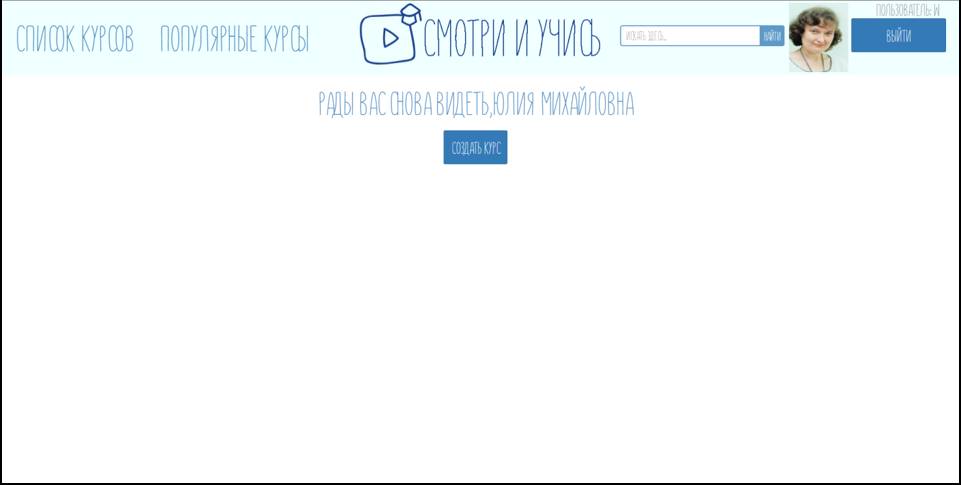 СПИСОК КУРСОВ
ПОПУЛЯРНЫЕ КУРСЫ
СМОТРИ И УЧИСЬ
ИСКАТЬ ЗДЕСЬ...
НАЙТИ
ПОЛЬЗОВАТЕЛЬ: W
ВЫЙТИ
РАДЫ ВАС СНОВА ВИДЕТЬ,ЮЛИЯ МИХАЙЛОВНА
СОЗДАТЬ КУРС